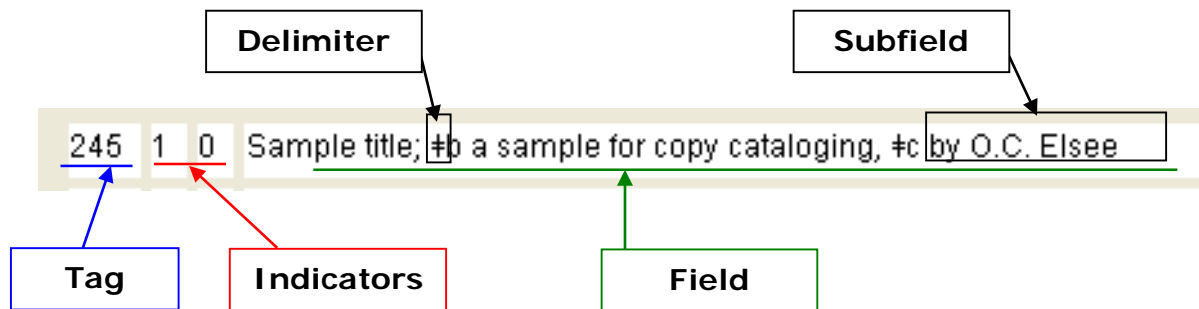 Delimiter Subfield
245 1 0 Sample title; ǂb a sample for copy cataloging, ǂc by O.C. Elsee
Tag Indicators Field